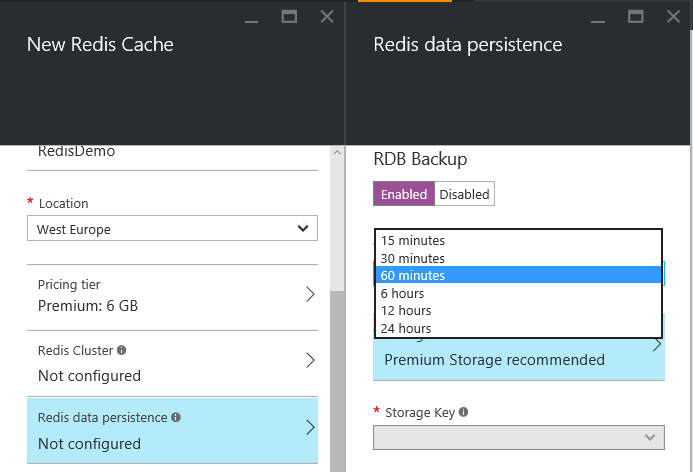 New Redis Cache
RedisDemo
* Location
West Europe
Pricing tier
Premium: 6 GB
Redis Cluster
Not configured
Redis data persistence
Not configured
Redis data persistence
RDB Backup
Enabled Disabled
15 minutes
30 minutes
60 minutes
6 hours
12 hours
24 hours
Premium Storage recommended
* Storage Key